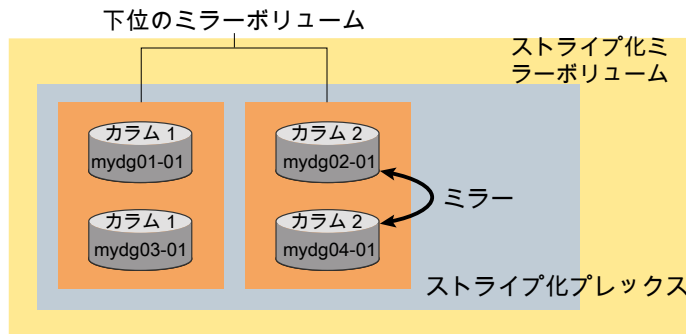 下位のミラーボリューム
ストライプ化ミ
ラーボリューム
カラム 1
mydg01-01
カラム 2
mydg02-01
ミラー
カラム 1
mydg03-01
カラム 2
mydg04-01
ストライプ化プレックス